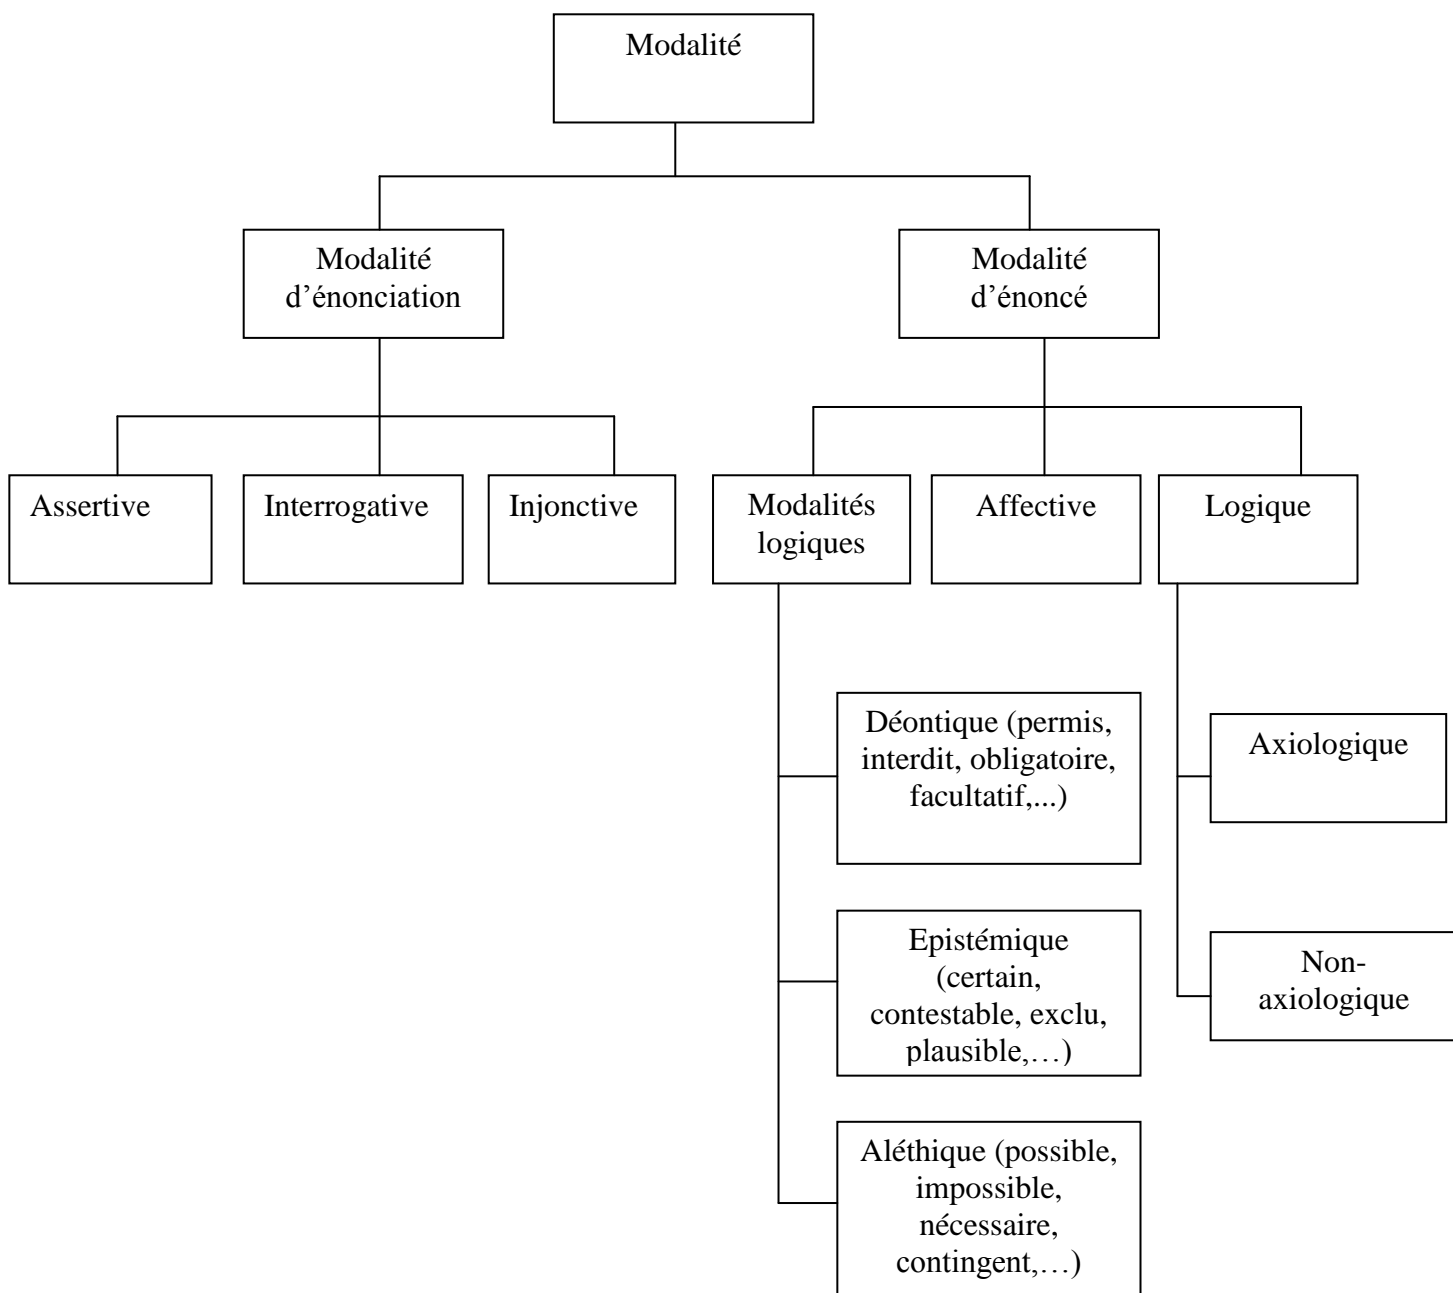 Modalité
Modalité
d’énonciation
Modalité
d’énoncé
Assertive
Interrogative
Injonctive
Modalités
logiques
Affective
Logique
Déontique (permis,
interdit, obligatoire,
facultatif,...)
Axiologique
Epistémique
(certain,
contestable, exclu,
plausible,…)
Non-
axiologique
Aléthique (possible,
impossible,
nécessaire,
contingent,…)